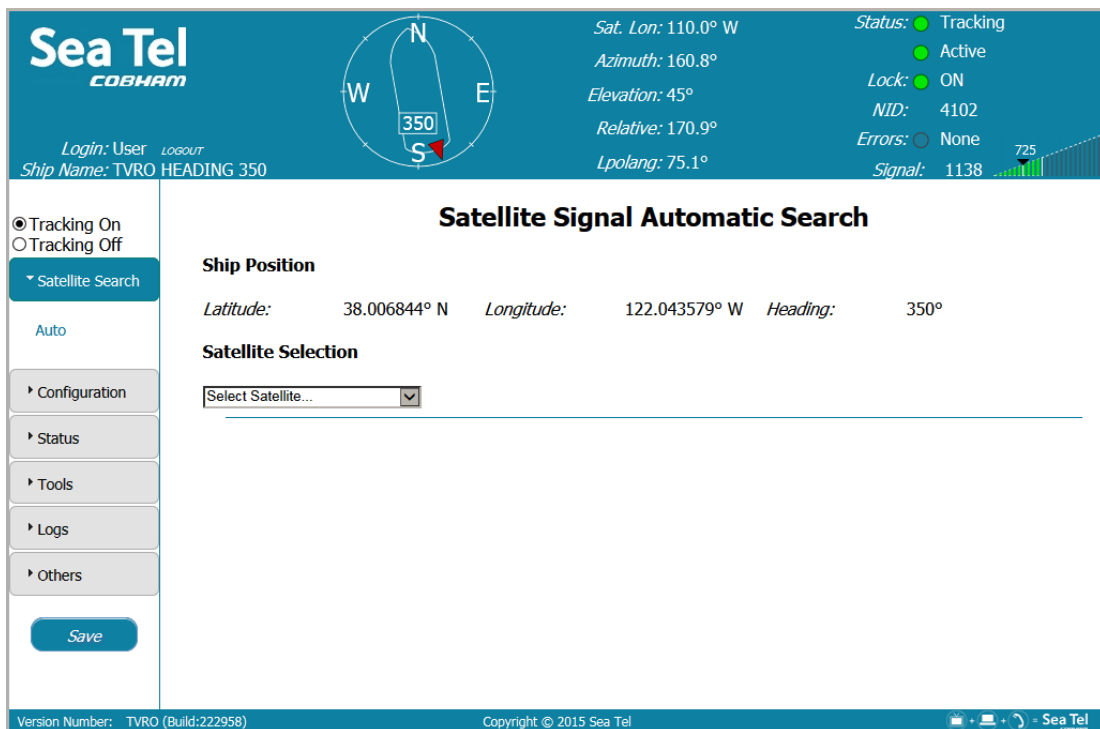 Sea Tel
COBHAM
Login: User LOGOUT
Ship Name: TVRO HEADING 350
N
W
E
350
S
Sat. Lon: 110.0° W
Azimuth: 160.8°
Elevation: 45°
Relative: 170.9°
Lpolang: 75.1°
Status: Tracking
Active
Lock: ON
NID: 4102
Errors: None
Signal: 1138
725
Tracking On
Tracking Off
Satellite Search
Auto
Configuration
Status
Tools
Logs
Others
Save
Satellite Signal Automatic Search
Ship Position
Latitude: 38.006844° N Longitude: 122.043579° W Heading: 350°
Satellite Selection
Select Satellite...
Version Number: TVRO (Build:222958)
Copyright © 2015 Sea Tel
+ + = Sea Tel